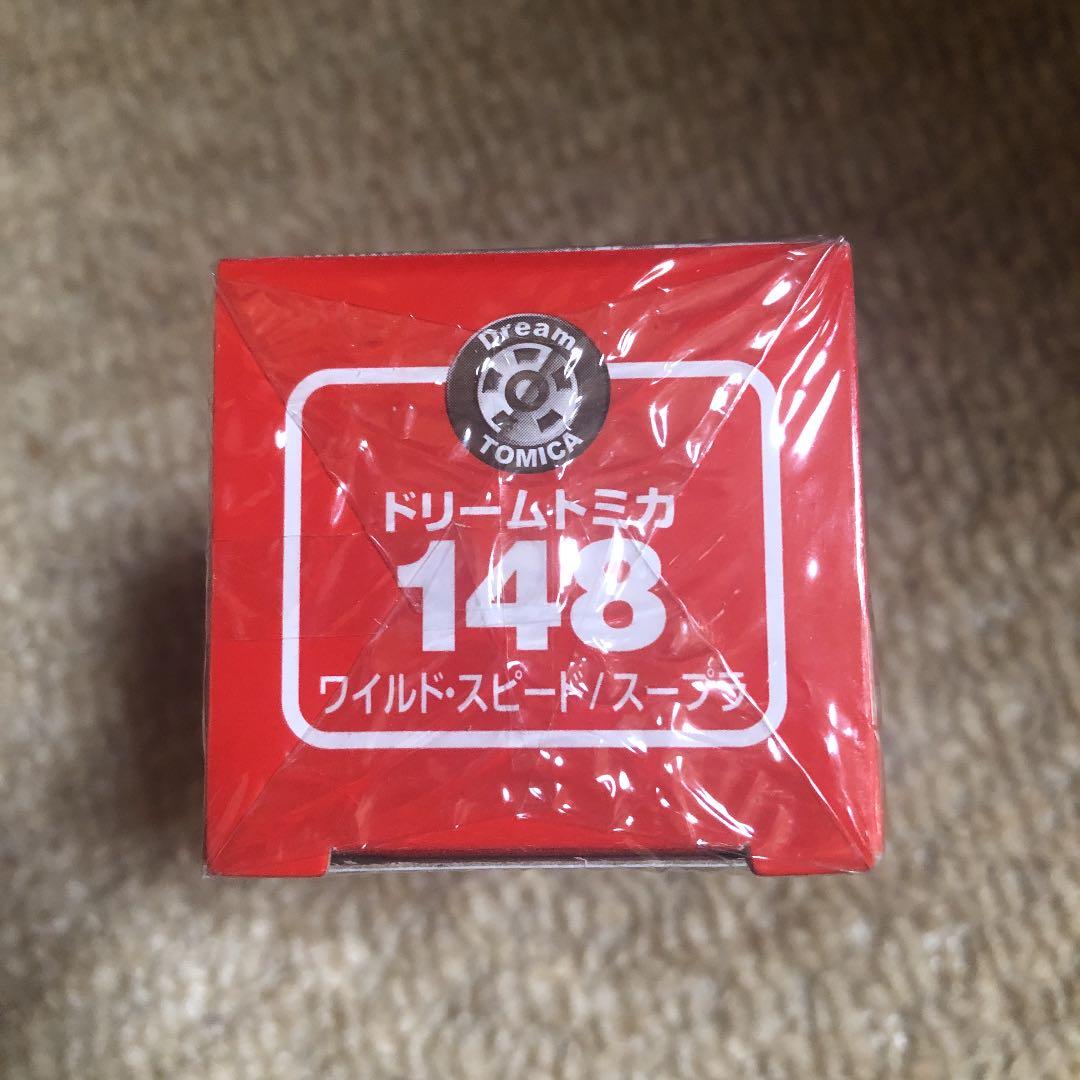 Dream
TOMICA
ドリームトミカ
148
ワイルド・スピード/スープラ